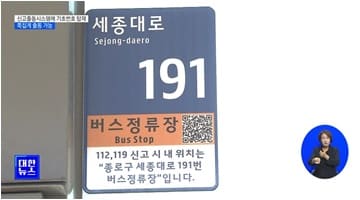 신고출동시스템에 기초번호 탑재
족집게 출동 가능
세종대로
Sejong-daero
191
버스정류장
Bus Stop
112,119 신고 시 내 위치는
"종로구 세종대로 191번
버스정류장"입니다.
대한
뉴스